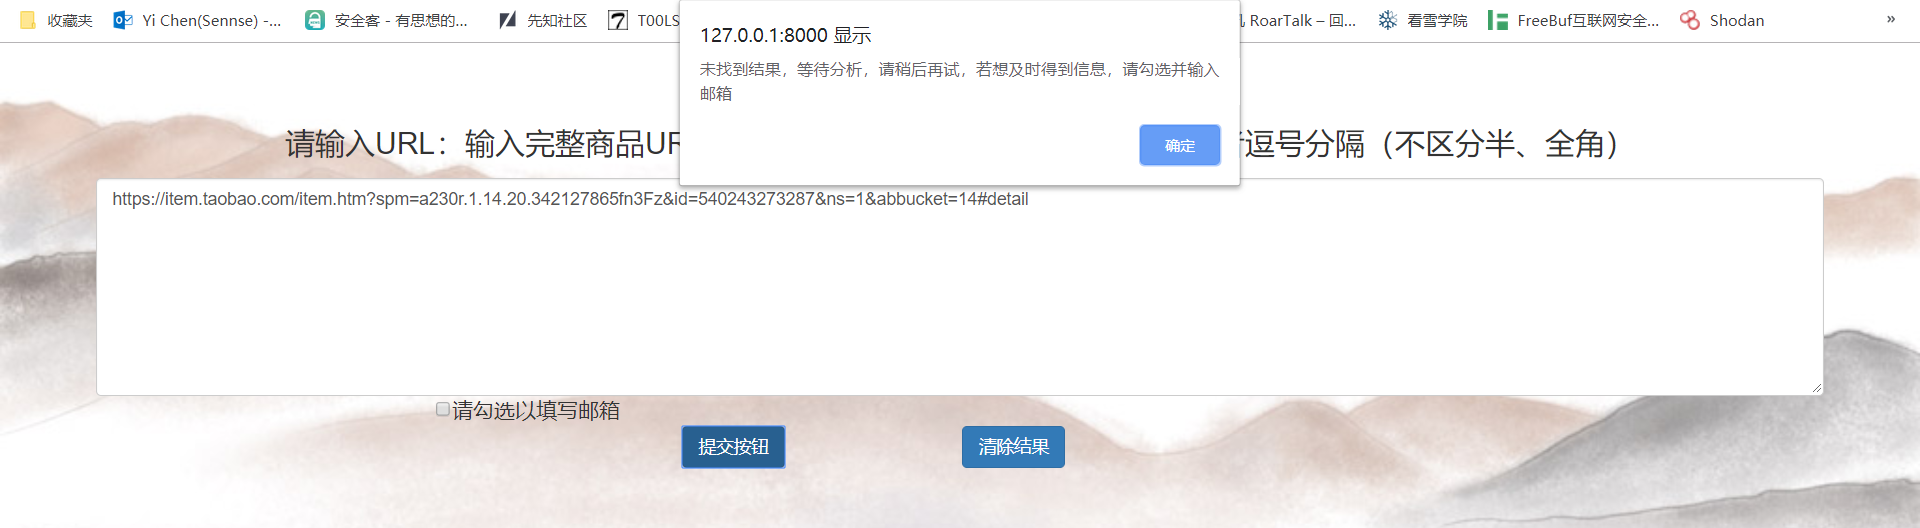 收藏夹
Yi Chen(Sennse) -...
安全客 - 有思想的...
先知社区
T00LS
RoarTalk – 回...
看雪学院
FreeBuf互联网安全...
Shodan
»
127.0.0.1:8000 显示
未找到结果，等待分析，请稍后再试，若想及时得到信息，请勾选并输入
邮箱
确定
请输入URL：输入完整商品UR
逗号分隔（不区分半、全角）
https://item.taobao.com/item.htm?spm=a230r.1.14.20.342127865fn3Fz&id=540243273287&ns=1&abbucket=14#detail
请勾选以填写邮箱
提交按钮
清除结果